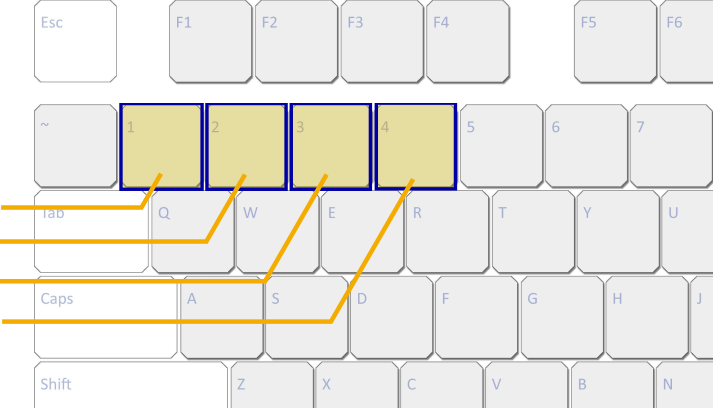 Esc F1 F2 F3 F4 F5 F6
~ 1 2 3 4 5 6 7
Tab Q W E R T Y U
Caps A S D F G H J
Shift Z X C V B N